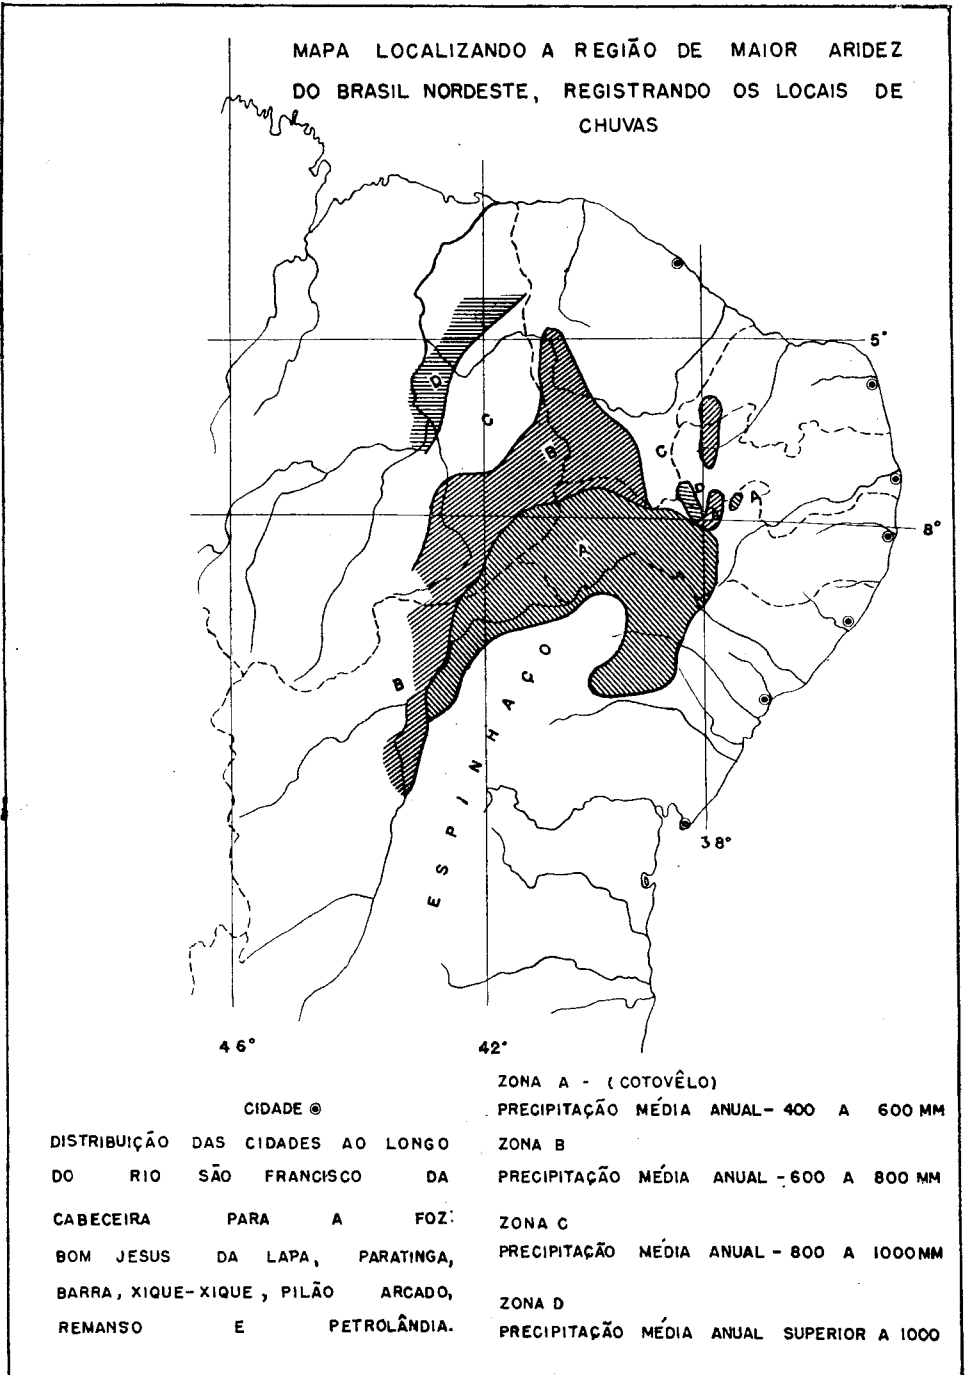 MAPA LOCALIZANDO A REGIÃO DE MAIOR ARIDEZ
DO BRASIL NORDESTE, REGISTRANDO OS LOCAIS DE
CHUVAS
5°
D
C
B
C
A
8°
A
B
ESPINHAÇO
38°
46°
42°
CIDADE
DISTRIBUIÇÃO DAS CIDADES AO LONGO
DO RIO SÃO FRANCISCO DA
CABECEIRA PARA A FOZ:
BOM JESUS DA LAPA, PARATINGA,
BARRA, XIQUE-XIQUE, PILÃO ARCADO,
REMANSO E PETROLÂNDIA.
ZONA A - (COTOVÊLO)
PRECIPITAÇÃO MÉDIA ANUAL - 400 A 600 MM
ZONA B
PRECIPITAÇÃO MÉDIA ANUAL - 600 A 800 MM
ZONA C
PRECIPITAÇÃO MÉDIA ANUAL - 800 A 1000 MM
ZONA D
PRECIPITAÇÃO MÉDIA ANUAL SUPERIOR A 1000